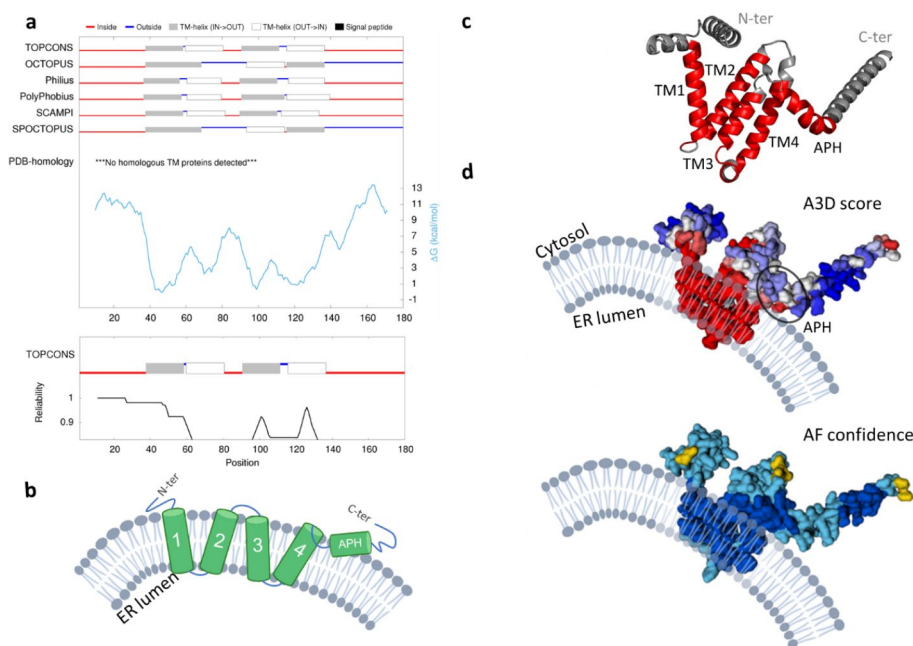 a
Inside Outside TM-helix (IN->OUT) TM-helix (OUT->IN) Signal peptide
TOPCONS
OCTOPUS
Philius
PolyPhobius
SCAMPI
SPOCTOPUS
PDB-homology
***No homologous TM proteins detected***
13
11
9
7
5
3
1
-1
ΔG (kcal/mol)
0 20 40 60 80 100 120 140 160 180
TOPCONS
Reliability
1
0.9
0 20 40 60 80 100 120 140 160 180
Position
b
N-ter
C-ter
1
2
3
4
APH
ER lumen
c
N-ter
C-ter
TM2
TM1
TM3
TM4
APH
d
A3D score
Cytosol
ER lumen
APH
AF confidence